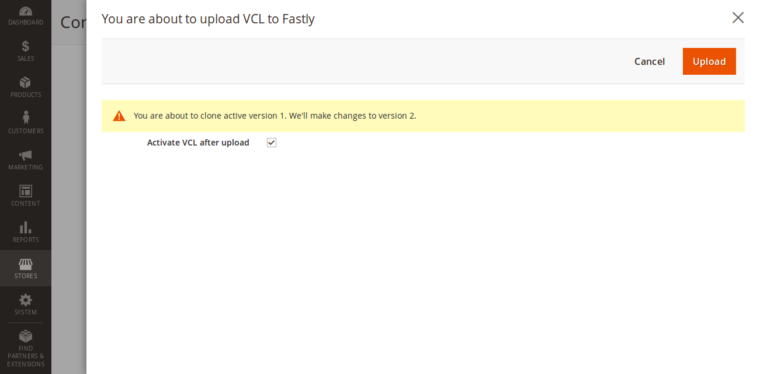 You are about to upload VCL to Fastly
Cancel
Upload
You are about to clone active version 1. We'll make changes to version 2.
Activate VCL after upload
DASHBOARD
SALES
PRODUCTS
CUSTOMERS
MARKETING
CONTENT
REPORTS
STORES
SYSTEM
FIND
PARTNERS &
EXTENSIONS
Con